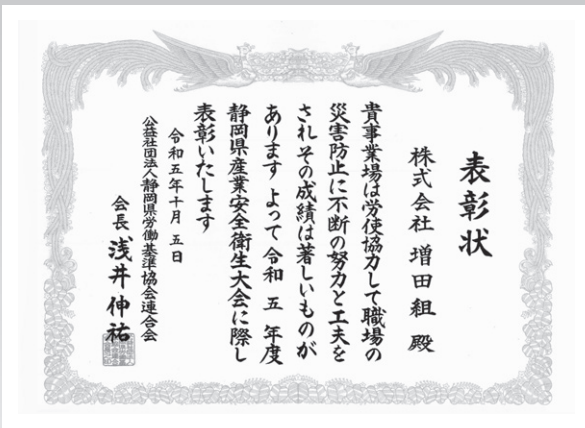 表彰状
株式会社 増田組 殿
貴事業場は労使協力して職場の
災害防止に不断の努力と工夫を
されその成績は著しいものが
あります よって令和 五 年度
静岡県産業安全衛生大会に際し
表彰いたします
令和五年十月 五 日
公益社団法人静岡県労働基準協会連合会
会長 浅井伸祐